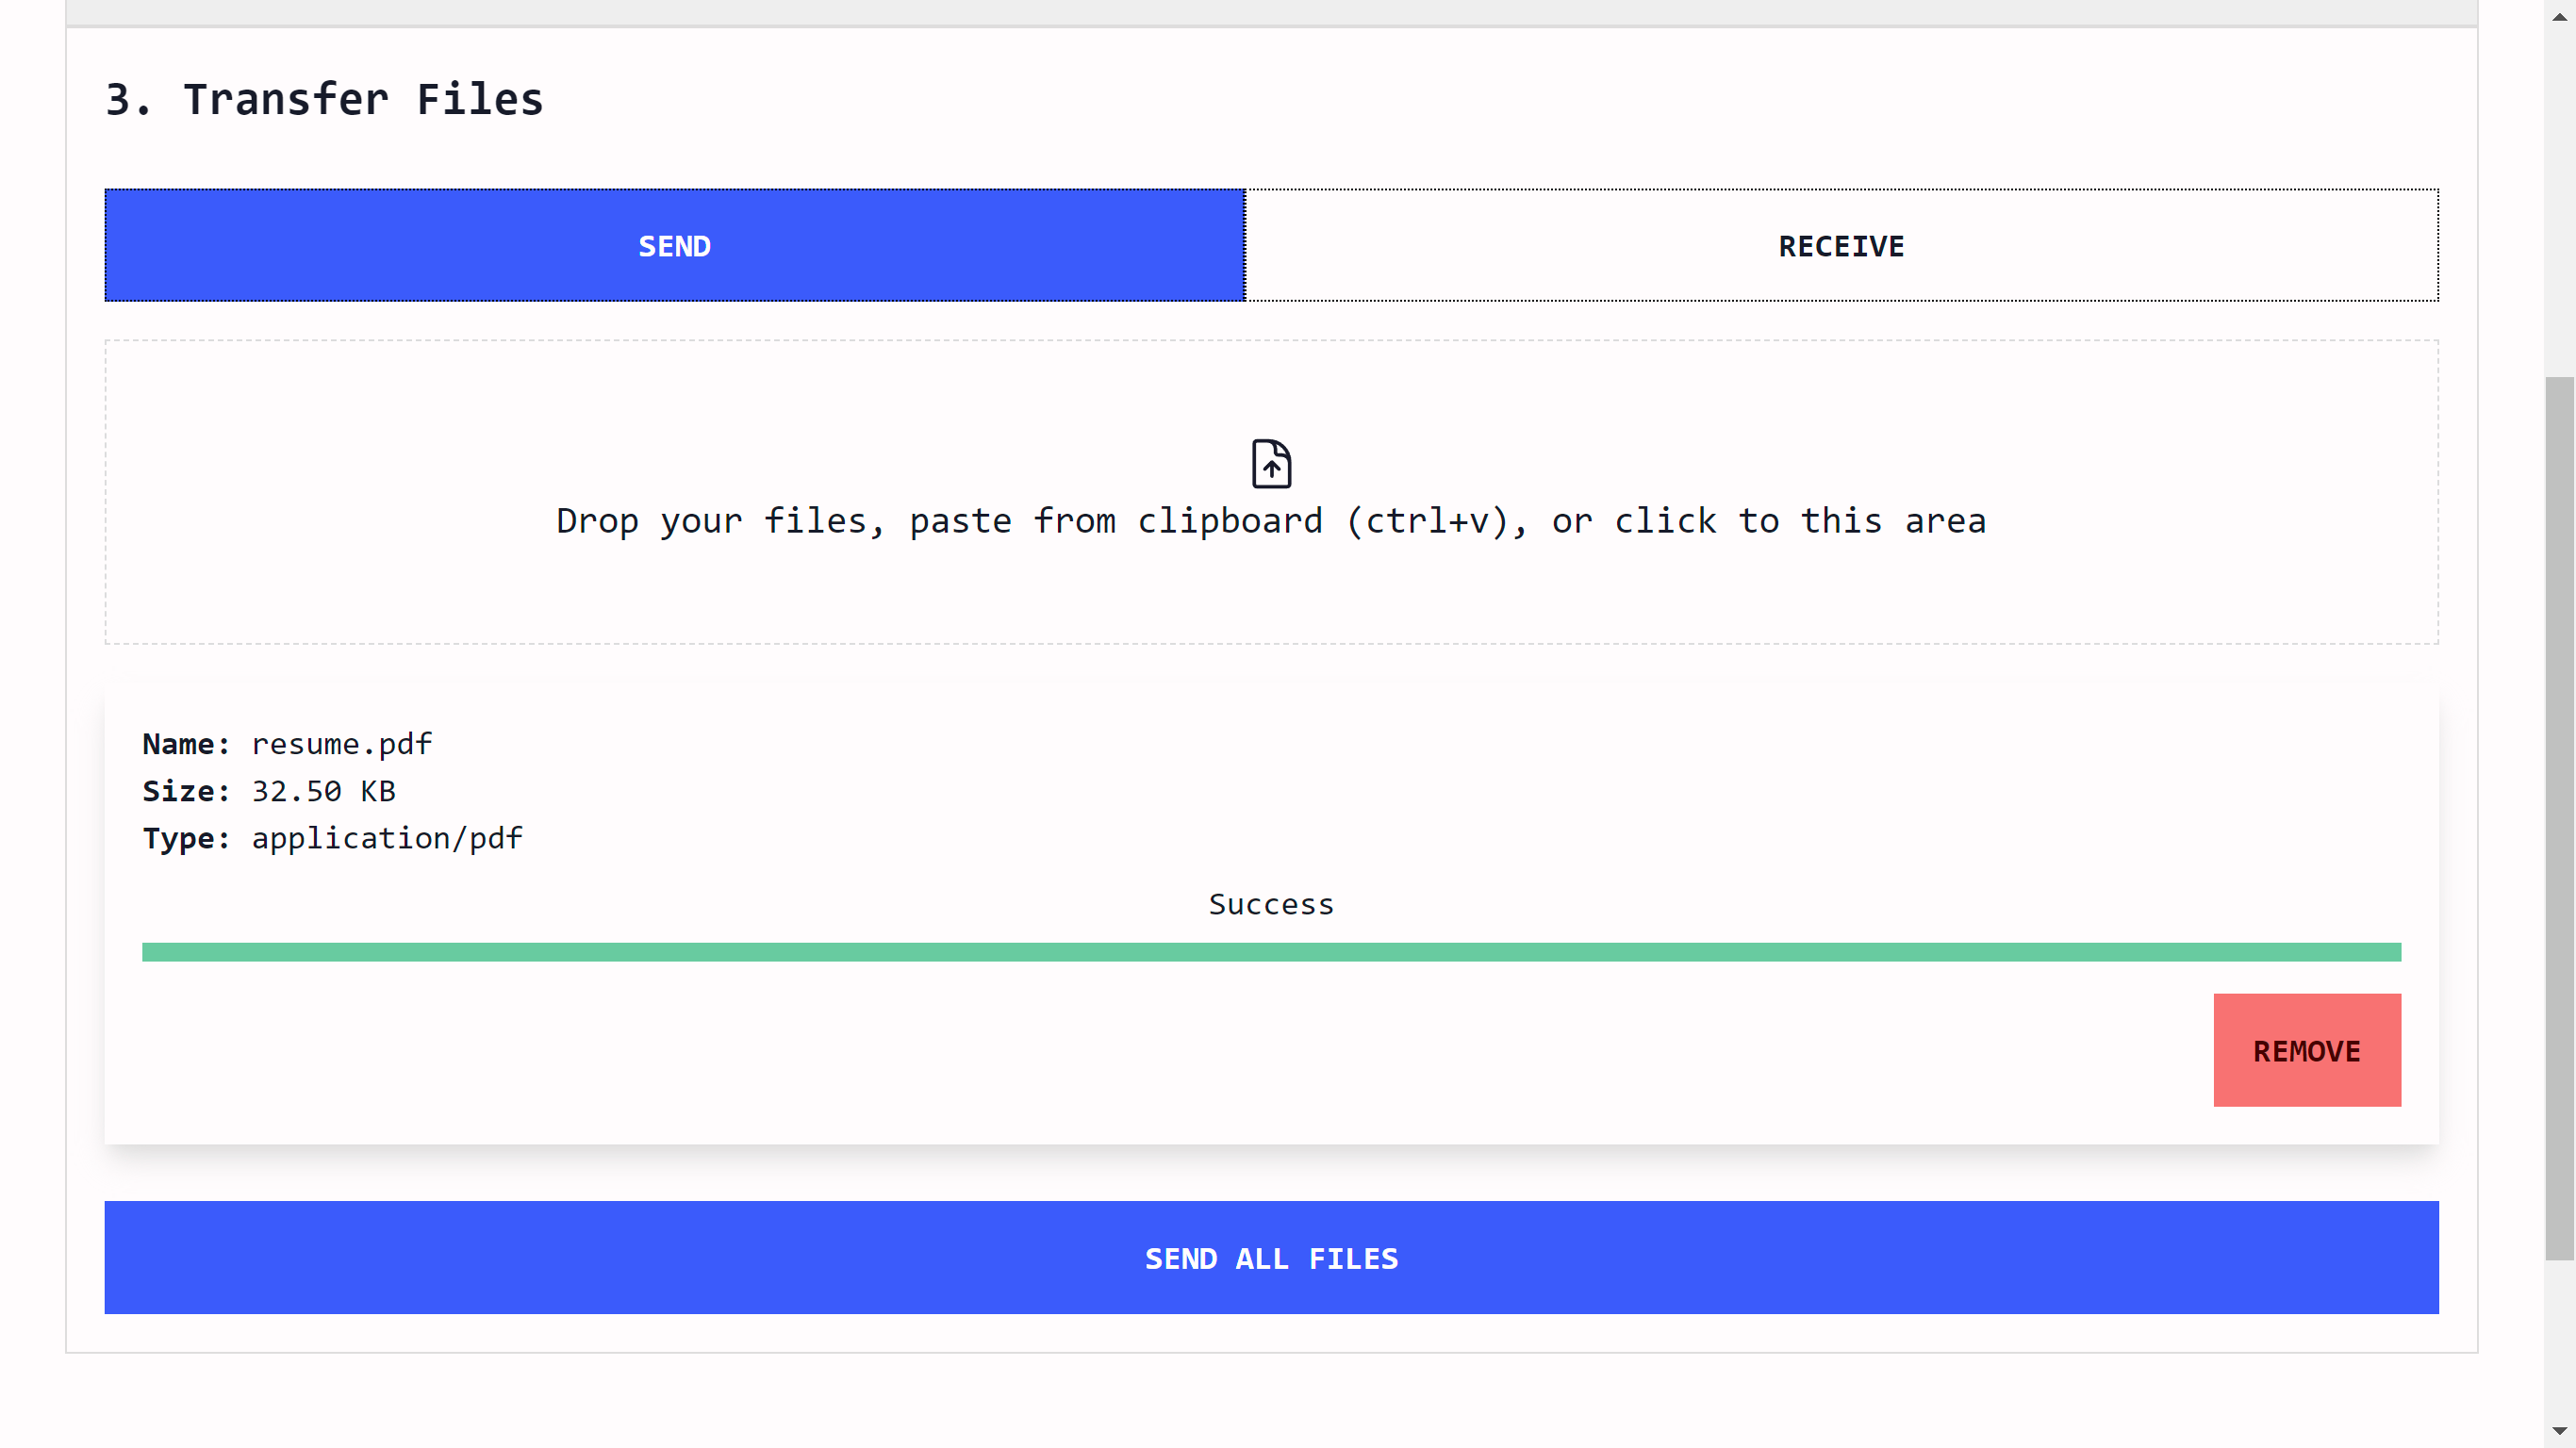 3. Transfer Files
SEND
RECEIVE
Drop your files, paste from clipboard (ctrl+v), or click to this area
Name: resume.pdf
Size: 32.50 KB
Type: application/pdf
Success
REMOVE
SEND ALL FILES